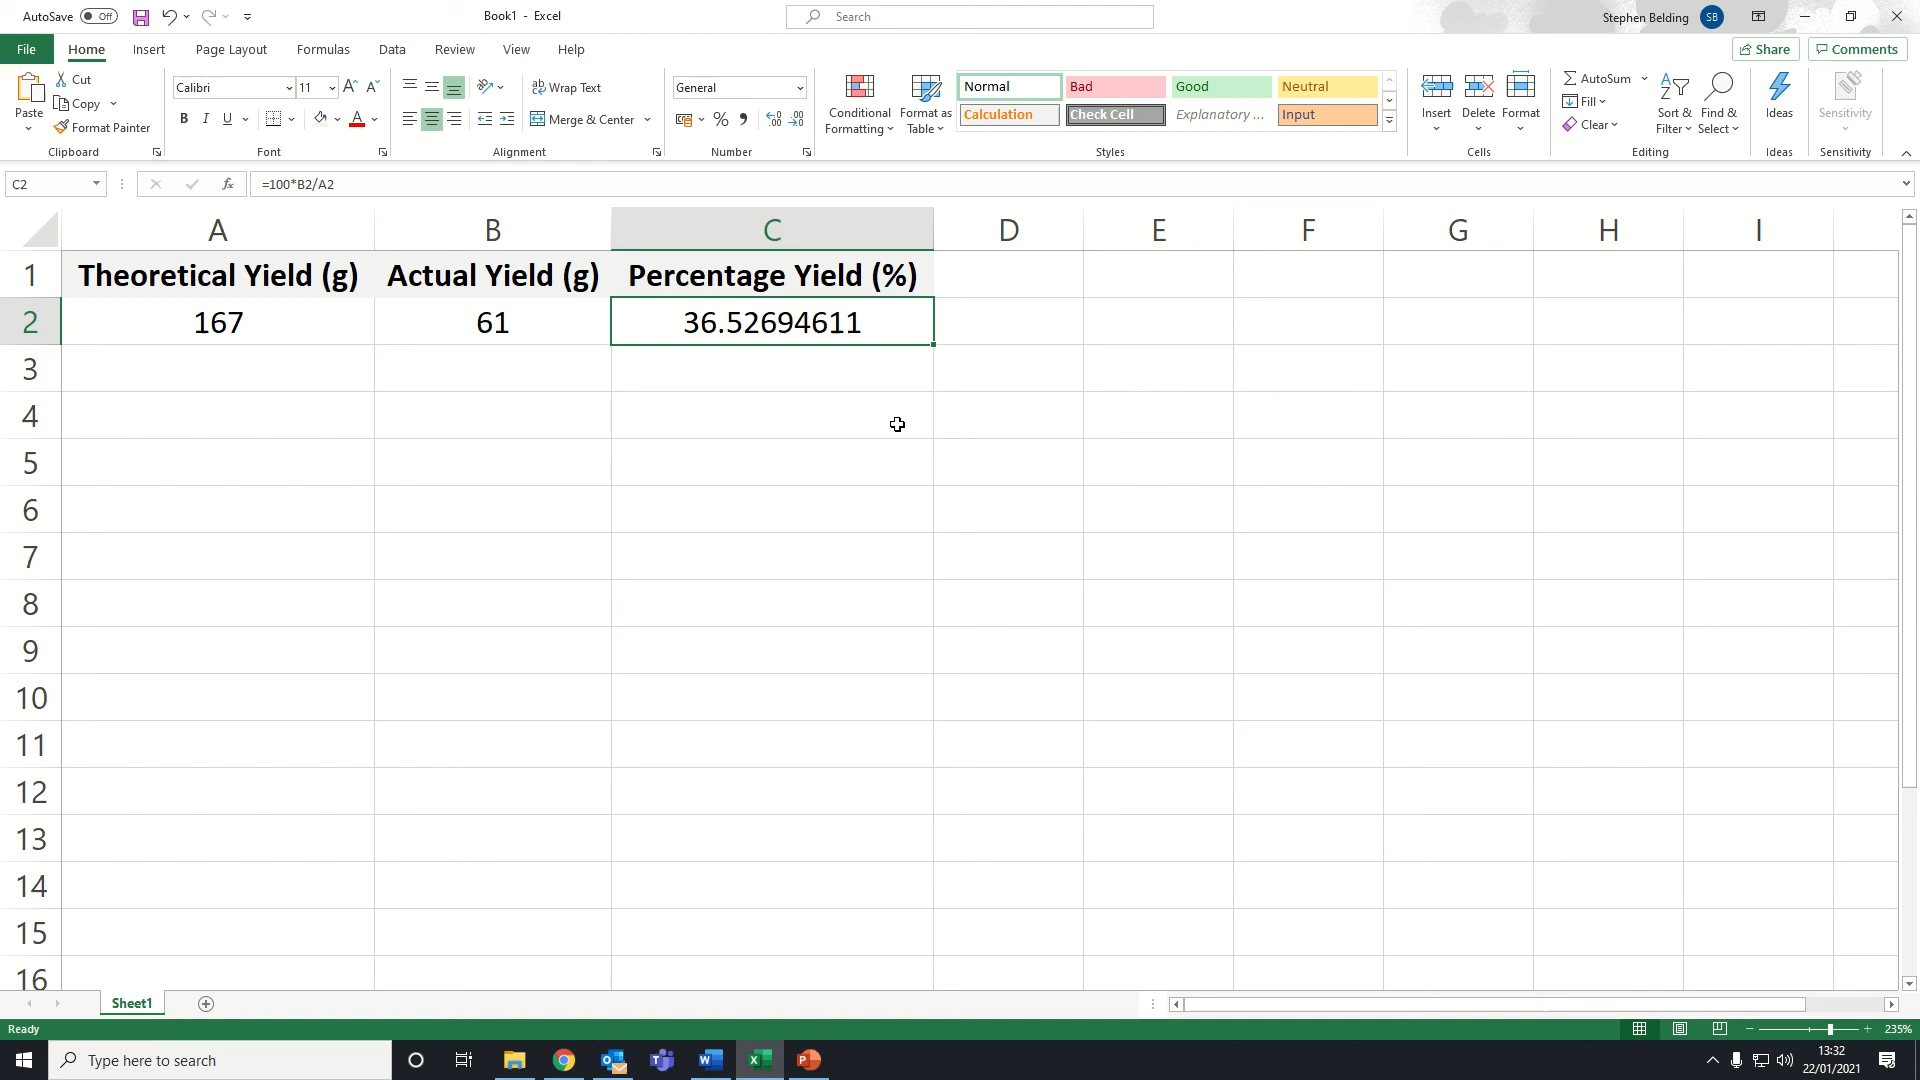 AutoSave Off Book1 - Excel Search Stephen Belding SB
File Home Insert Page Layout Formulas Data Review View Help Share Comments
Paste Cut Copy Format Painter Clipboard
Calibri 11 B I U A Font
Wrap Text Merge & Center Alignment
General % Number
Conditional Formatting Format as Table
Normal Bad Good Neutral
Calculation Check Cell Explanatory ... Input
Styles
Insert Delete Format Cells
AutoSum Fill Clear Sort & Filter Find & Select Editing
Ideas Ideas
Sensitivity Sensitivity
C2 fx =100*B2/A2
A B C D E F G H I
1 Theoretical Yield (g) Actual Yield (g) Percentage Yield (%)
2 167 61 36.52694611
3
4
5
6
7
8
9
10
11
12
13
14
15
16
Sheet1
Ready 235%
Type here to search 13:32
22/01/2021